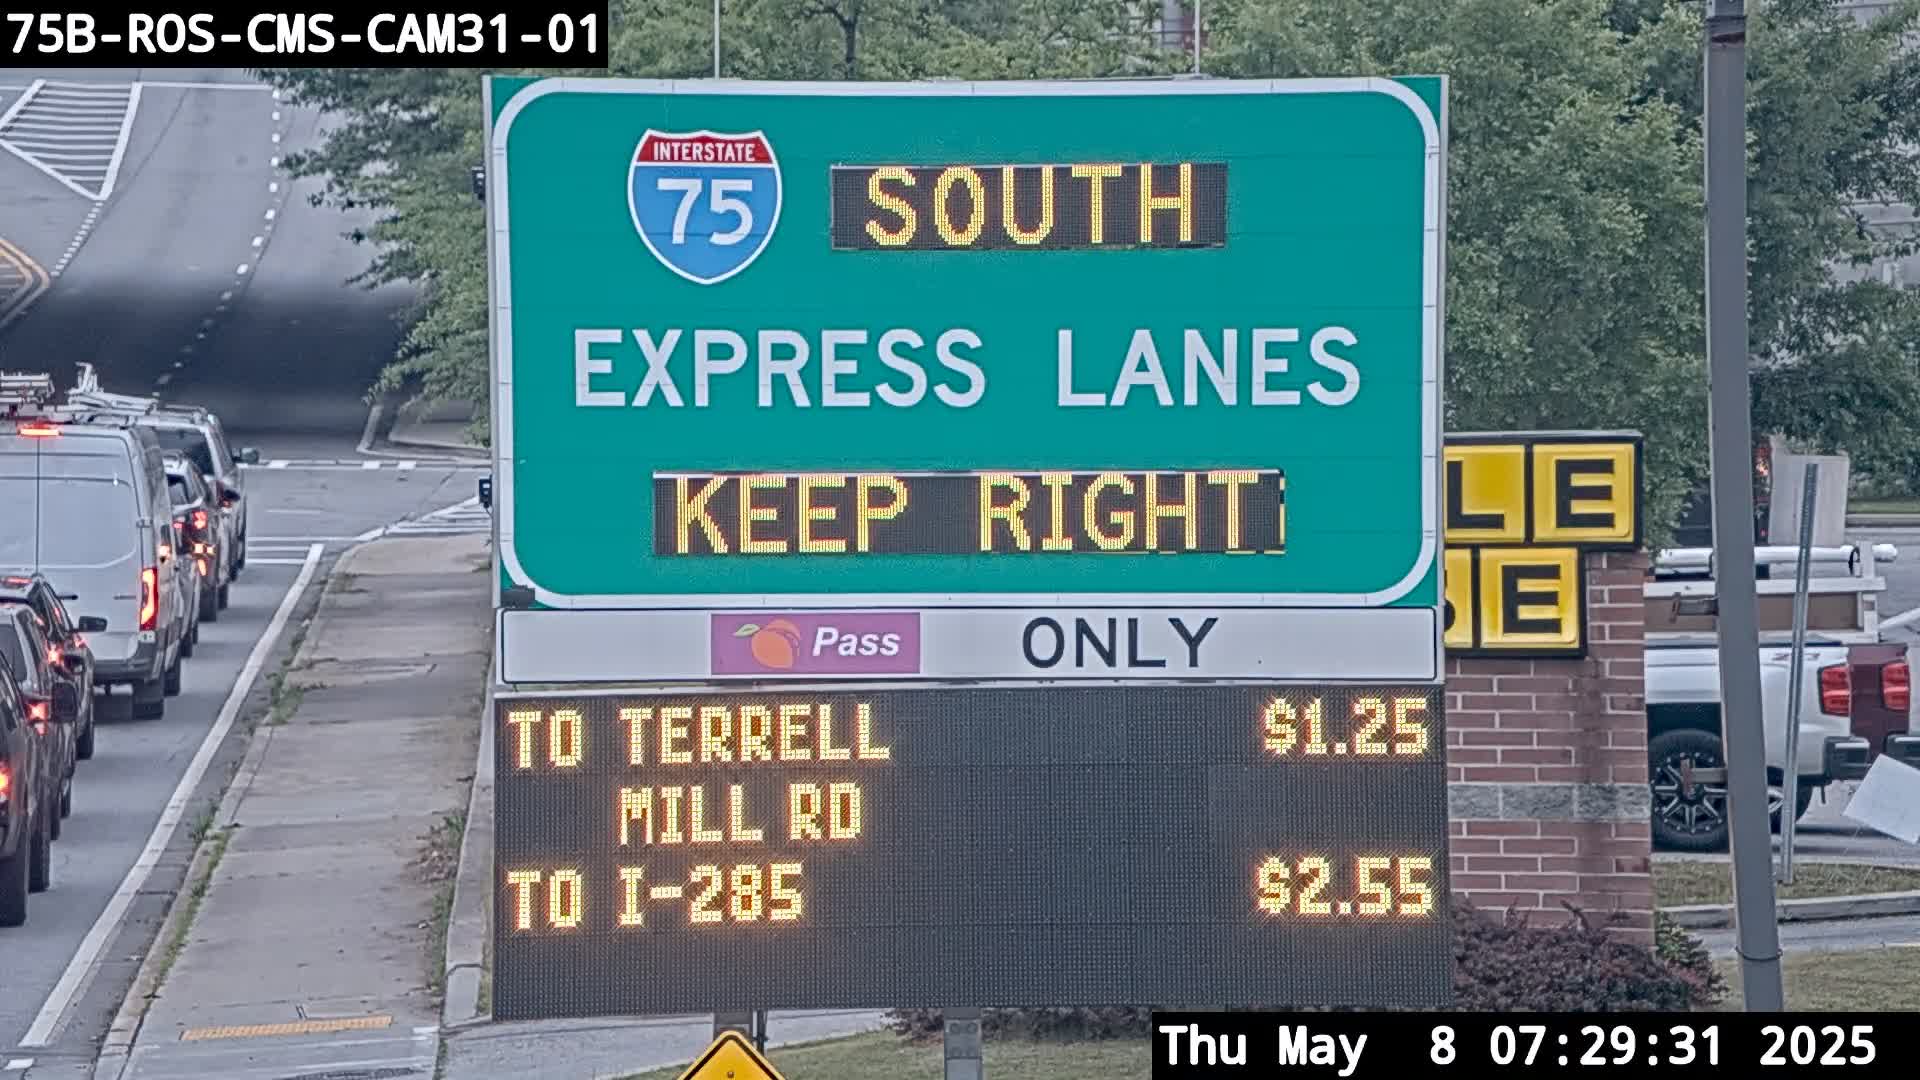 75B-ROS-CMS-CAM31-01
INTERSTATE
75
SOUTH
EXPRESS LANES
KEEP RIGHT
Pass ONLY
TO TERRELL $1.25
MILL RD
TO I-285 $2.55
LE
E
Thu May 8 07:29:31 2025